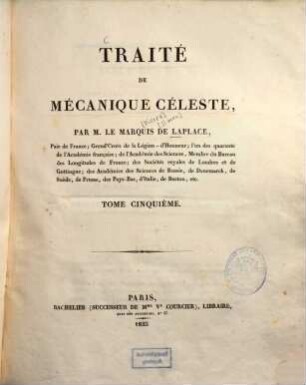 TRAITÉ
DE
MÉCANIQUE CÉLESTE,
PAR M. LE MARQUIS DE LAPLACE,
Pair de France; Grand'Croix de la Légion-d'Honneur; l'un des quarante
de l'Académie française; de l'Académie des Sciences; Membre du Bureau
des Longitudes de France; des Sociétés royales de Londres et de
Gottingue; des Académies des Sciences de Russie, de Danemarck, de
Suède, de Prusse, des Pays-Bas, d'Italie, de Boston, etc.
TOME CINQUIÈME.
PARIS,
BACHELIER (SUCCESSEUR DE Mme Ve COURCIER), LIBRAIRE,
1825